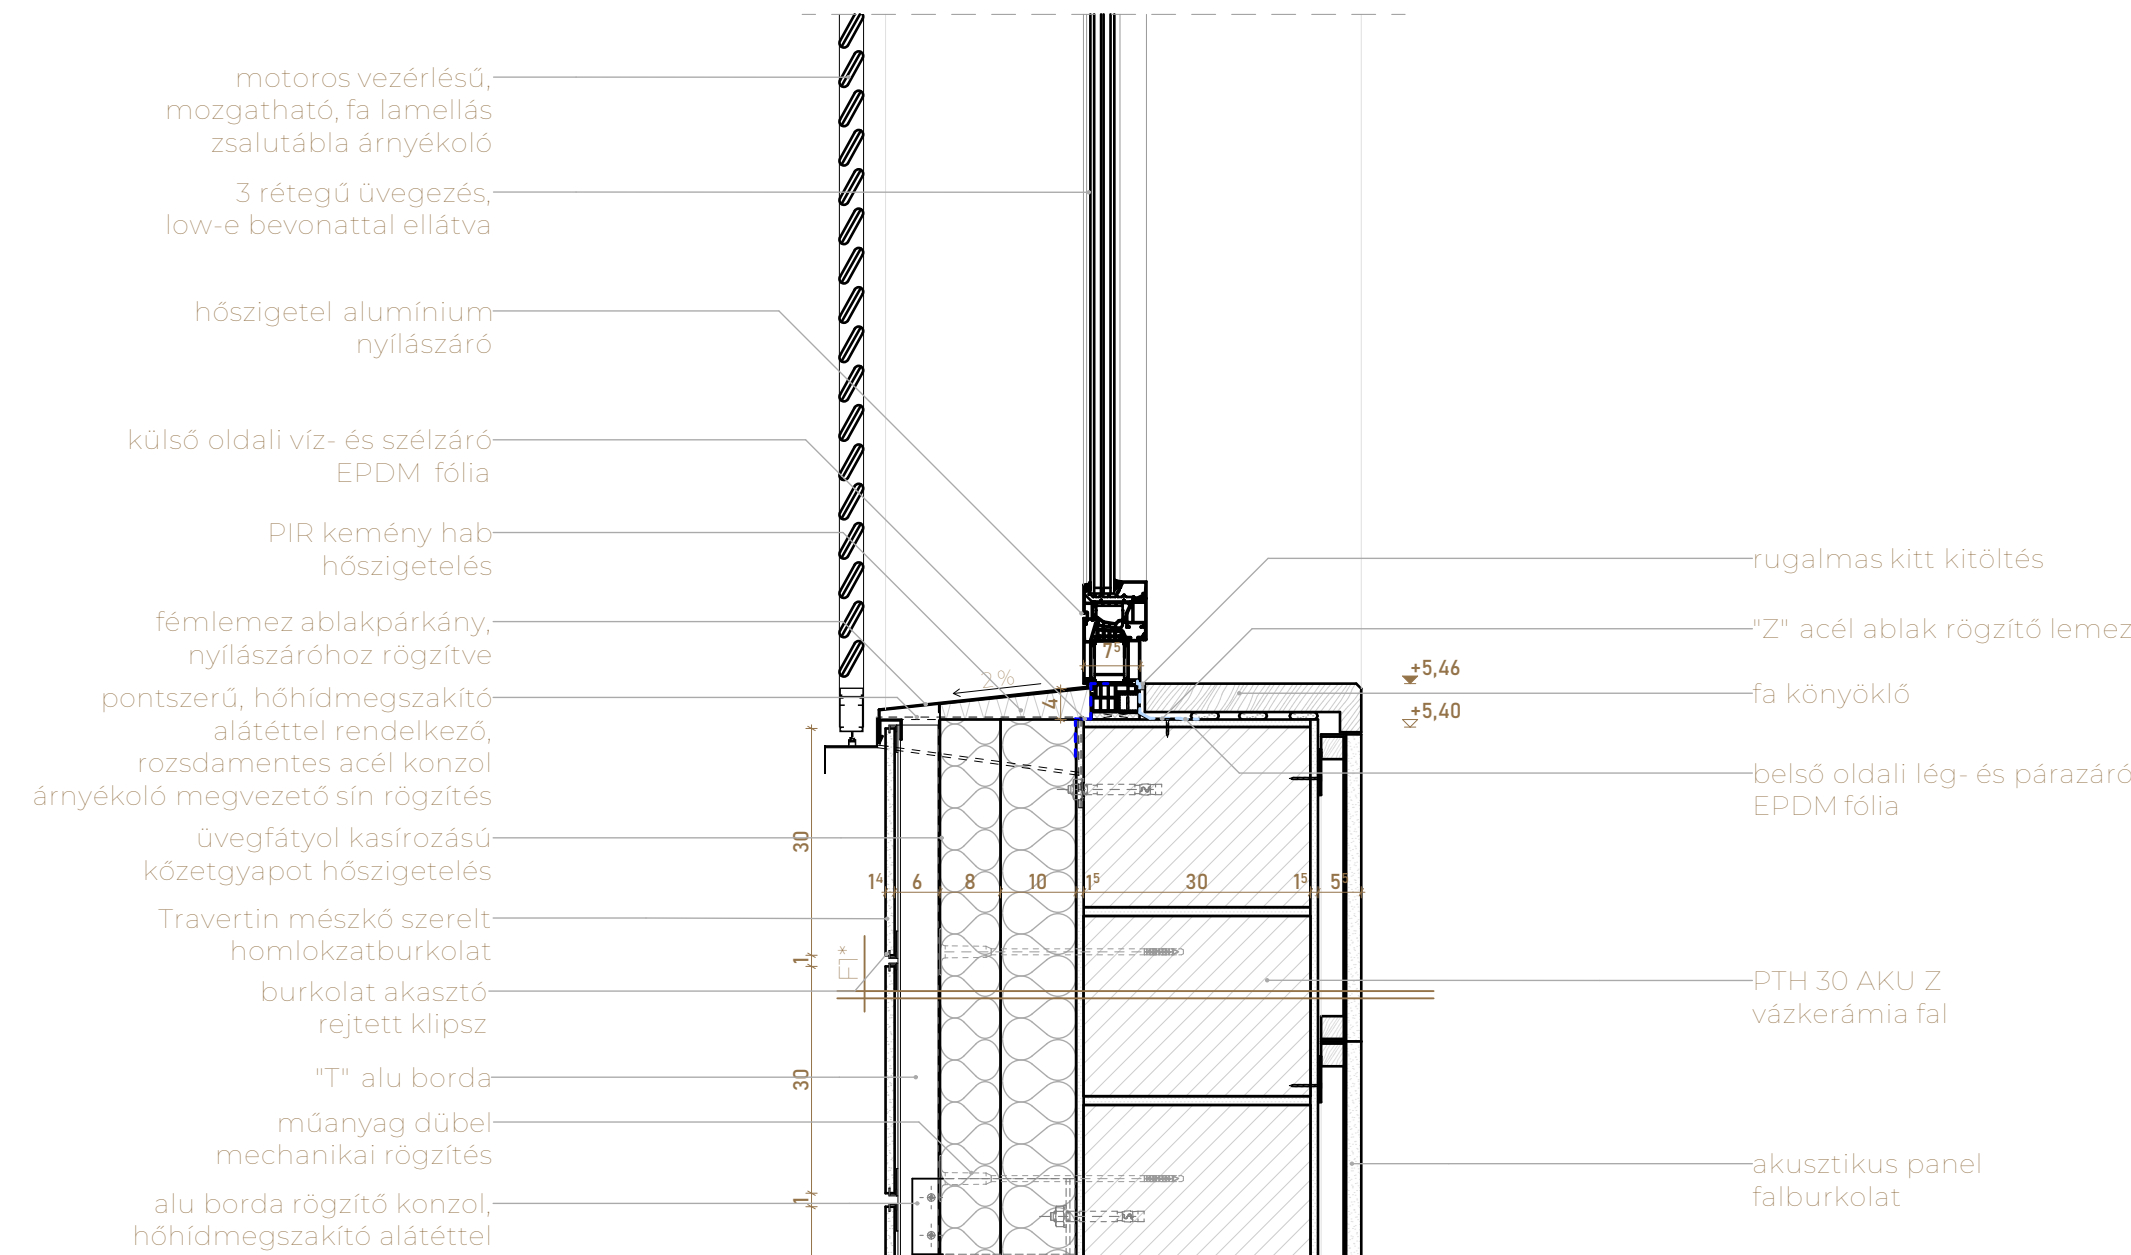 motoros vezérlésű,
mozgatható, fa lamellás
zsalutábla árnyékoló
3 rétegű üvegezés,
low-e bevonattal ellátva
hőszigetel alumínium
nyílászáró
külső oldali víz- és szélzáró
EPDM fólia
PIR kemény hab
hőszigetelés
fémlemez ablakpárkány,
nyílászáróhoz rögzítve
pontszerű, hőhídmegszakító
alátéttel rendelkező,
rozsdamentes acél konzol
árnyékoló megvezető sín rögzítés
üvegfátyol kasírozású
kőzetgyapot hőszigetelés
Travertin mészkő szerelt
homlokzatburkolat
burkolat akasztó
rejtett klipsz
"T" alu borda
műanyag dübel
mechanikai rögzítés
alu borda rögzítő konzol,
hőhídmegszakító alátéttel
7⁵
2%
4
30
1⁴ 6 8 10 1⁵ 30 1⁵ 5⁵
1
F1*
30
1
rugalmas kitt kitöltés
"Z" acél ablak rögzítő lemez
+5,46
fa könyöklő
+5,40
belső oldali lég- és párazáró
EPDM fólia
PTH 30 AKU Z
vázkerámia fal
akusztikus panel
falburkolat